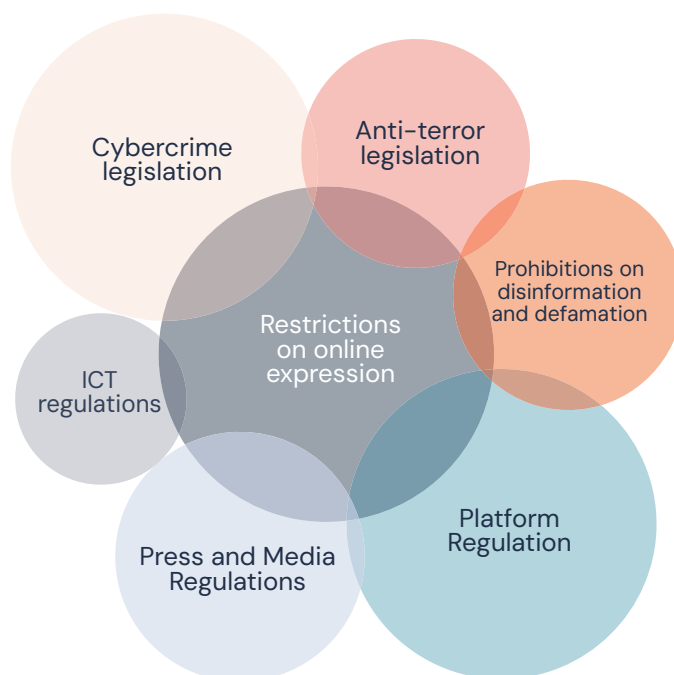 Cybercrime
legislation
Anti-terror
legislation
Prohibitions on
disinformation
and defamation
Restrictions
on online
expression
ICT
regulations
Platform
Regulation
Press and Media
Regulations